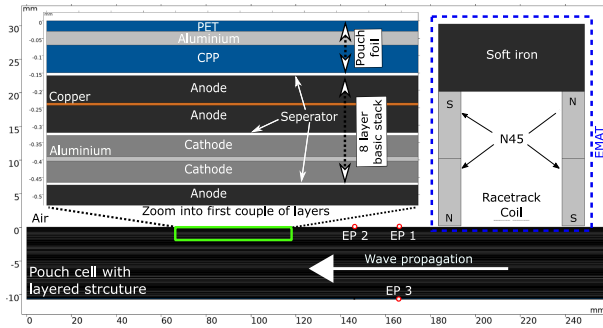 mm
30
20
10
0
-10
mm
0
-0.05
-0.1
-0.15
-0.2
-0.25
-0.3
-0.35
-0.4
-0.45
-0.5
PET
Aluminium
CPP
Anode
Copper
Anode
Seperator
Cathode
Aluminium
Cathode
Anode
Pouch
foil
8 layer
basic stack
Zoom into first couple of layers
Soft iron
S
N
N45
N
S
Racetrack
Coil
EMAT
Air
EP 2
EP 1
Wave propagation
Pouch cell with
layered strcuture
EP 3
0
20
40
60
80
100
120
140
160
180
200
220
240
mm